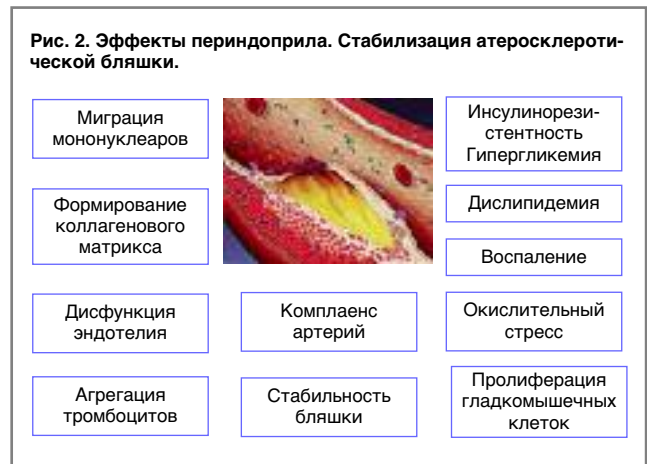 Рис. 2. Эффекты периндоприла. Стабилизация атеросклероти-
ческой бляшки.
Миграция
мононуклеаров
Формирование
коллагенового
матрикса
Дисфункция
эндотелия
Агрегация
тромбоцитов
Комплаенс
артерий
Стабильность
бляшки
Инсулинорези-
стентность
Гипергликемия
Дислипидемия
Воспаление
Окислительный
стресс
Пролиферация
гладкомышечных
клеток